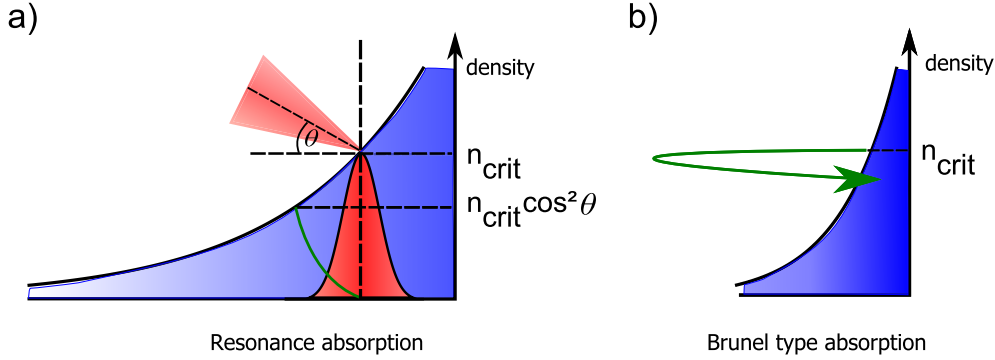 a)
density
θ
n_crit
n_crit cos²θ
Resonance absorption
b)
density
n_crit
Brunel type absorption